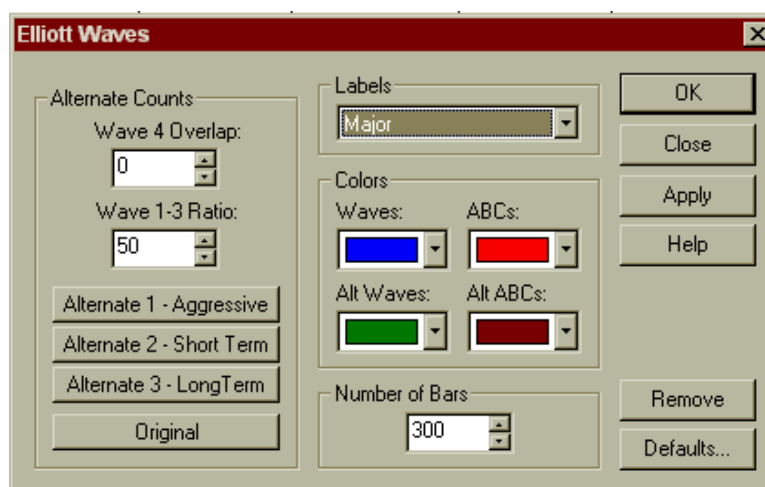 Elliott Waves
Alternate Counts
Wave 4 Overlap:
0
Wave 1-3 Ratio:
50
Alternate 1 - Aggressive
Alternate 2 - Short Term
Alternate 3 - LongTerm
Original
Labels
Major
Colors
Waves: ABCs:
Alt Waves: Alt ABCs:
Number of Bars
300
OK
Close
Apply
Help
Remove
Defaults...